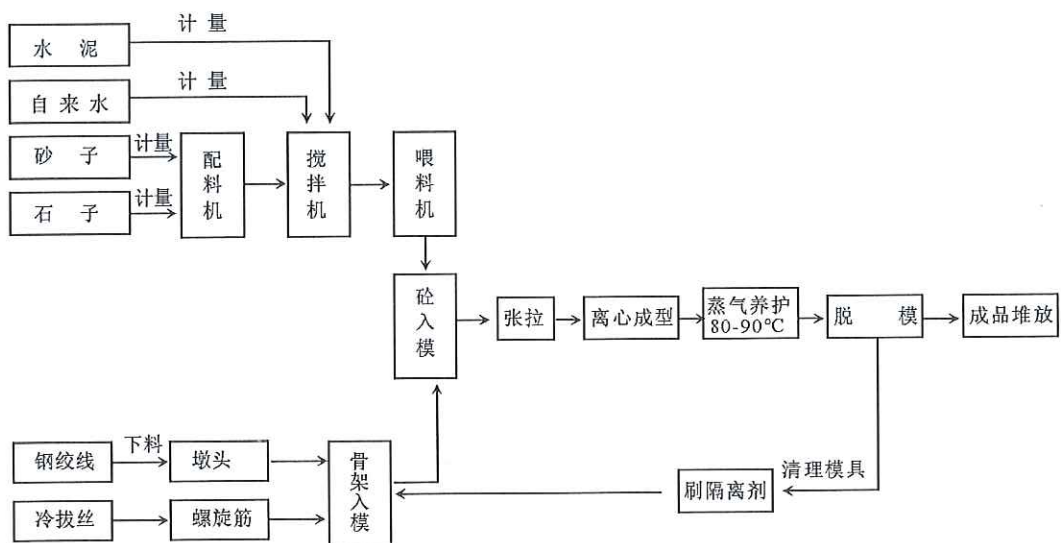 计 量
水 泥
计 量
自 来 水
计量
砂 子
计量
石 子
配料机
搅拌机
喂料机
砼入模
张拉
离心成型
蒸气养护
80-90℃
脱 模
成品堆放
下料
钢绞线
墩头
冷拔丝
螺旋筋
骨架入模
清理模具
刷隔离剂